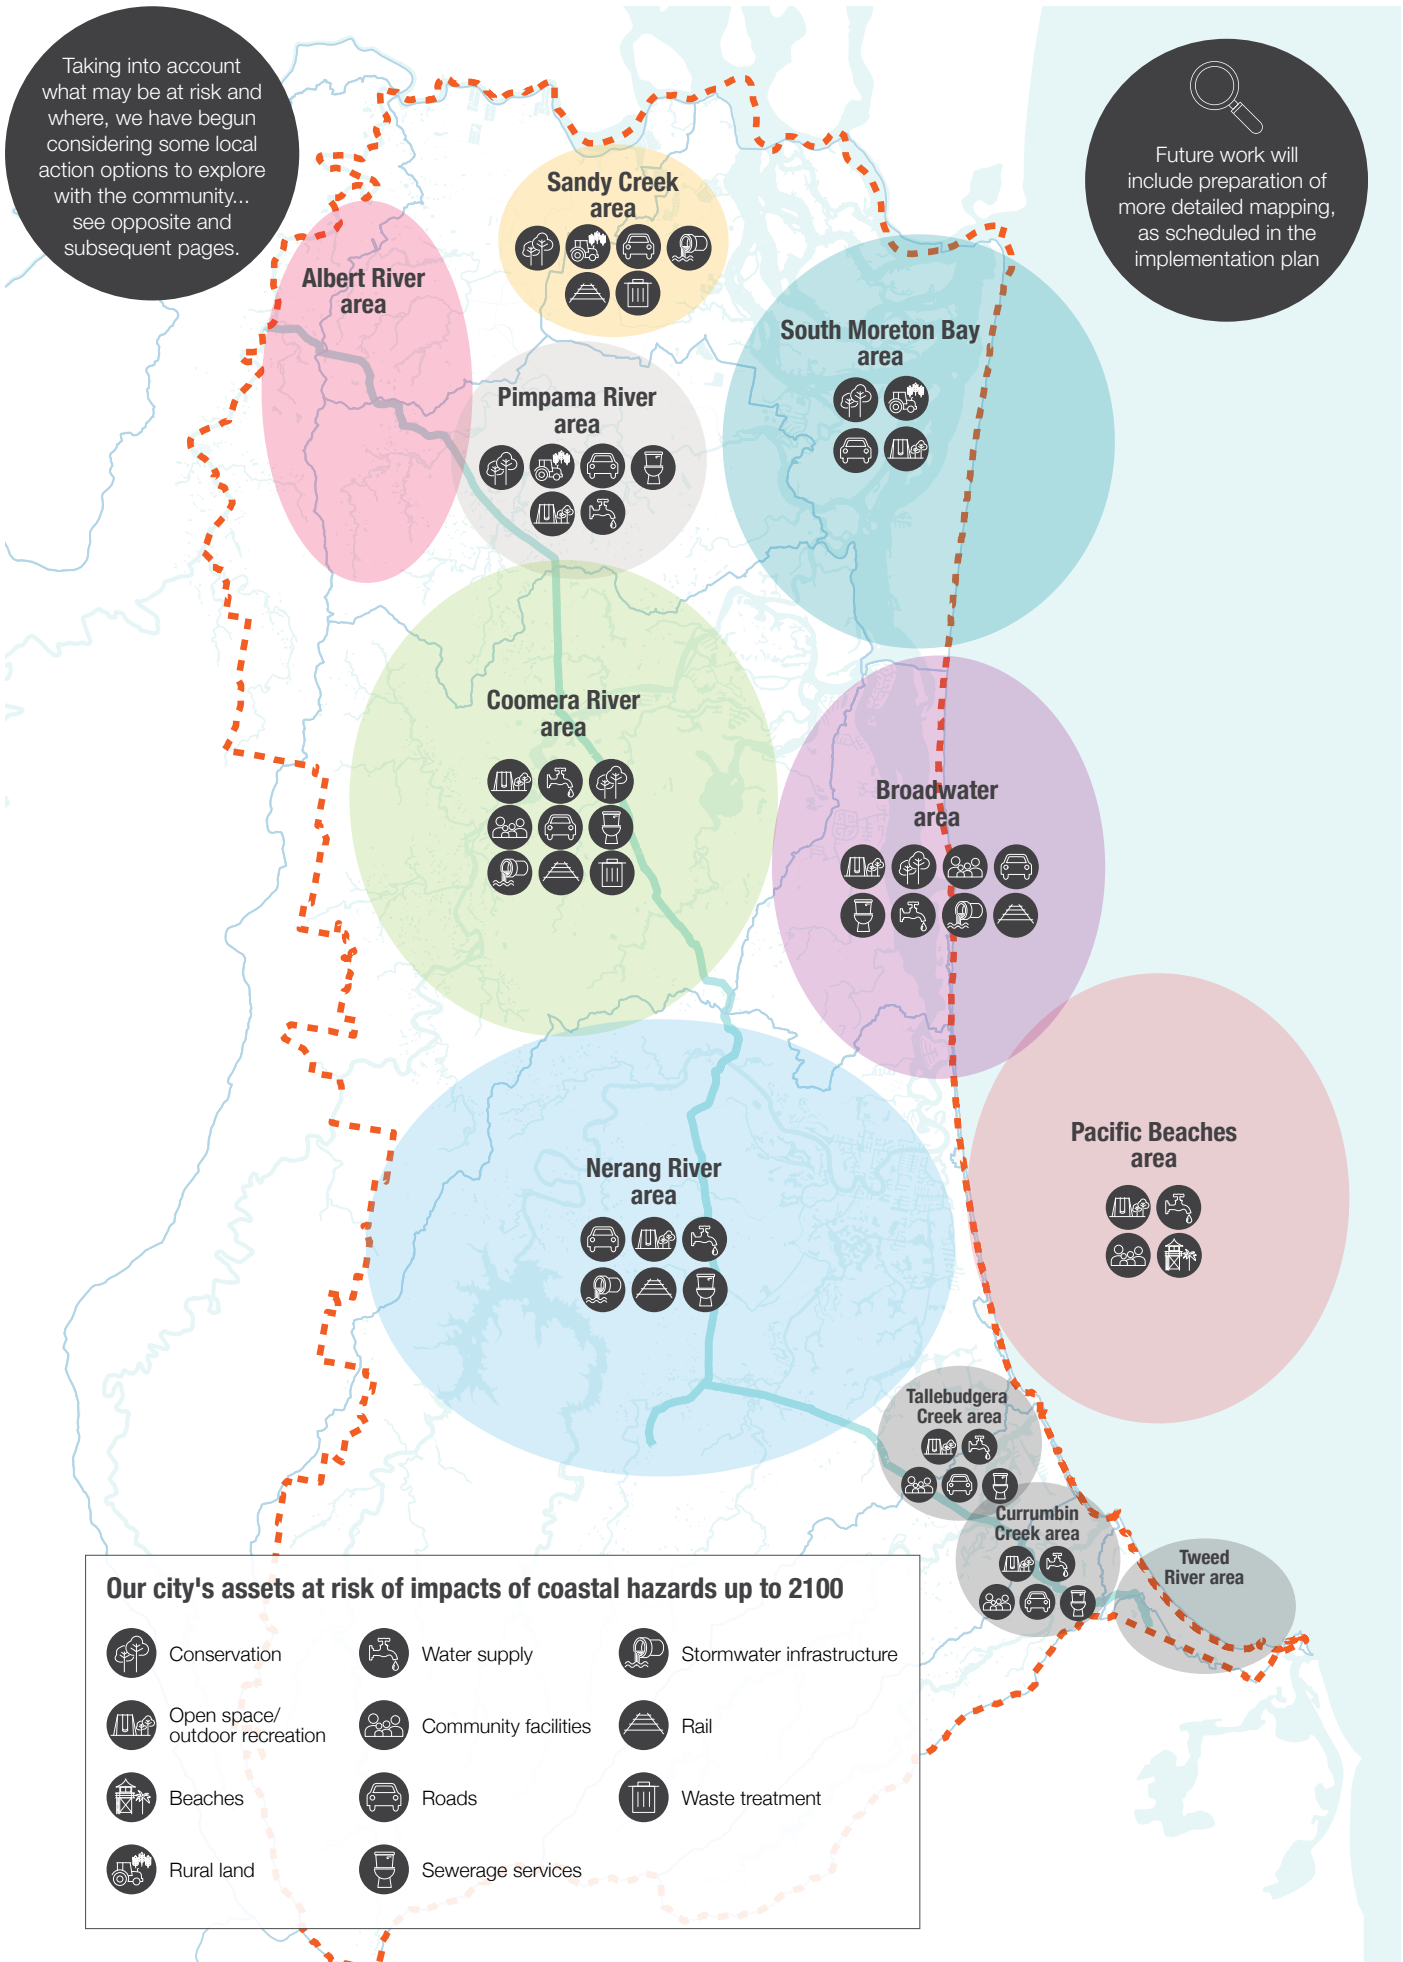 Taking into account
what may be at risk and
where, we have begun
considering some local
action options to explore
with the community...
see opposite and
subsequent pages.
Future work will
include preparation of
more detailed mapping,
as scheduled in the
implementation plan
Sandy Creek
area
Albert River
area
South Moreton Bay
area
Pimpama River
area
Coomera River
area
Broadwater
area
Pacific Beaches
area
Nerang River
area
Tallebudgera
Creek area
Currumbin
Creek area
Tweed
River area
Our city's assets at risk of impacts of coastal hazards up to 2100
Conservation
Water supply
Stormwater infrastructure
Open space/
outdoor recreation
Community facilities
Rail
Beaches
Roads
Waste treatment
Rural land
Sewerage services